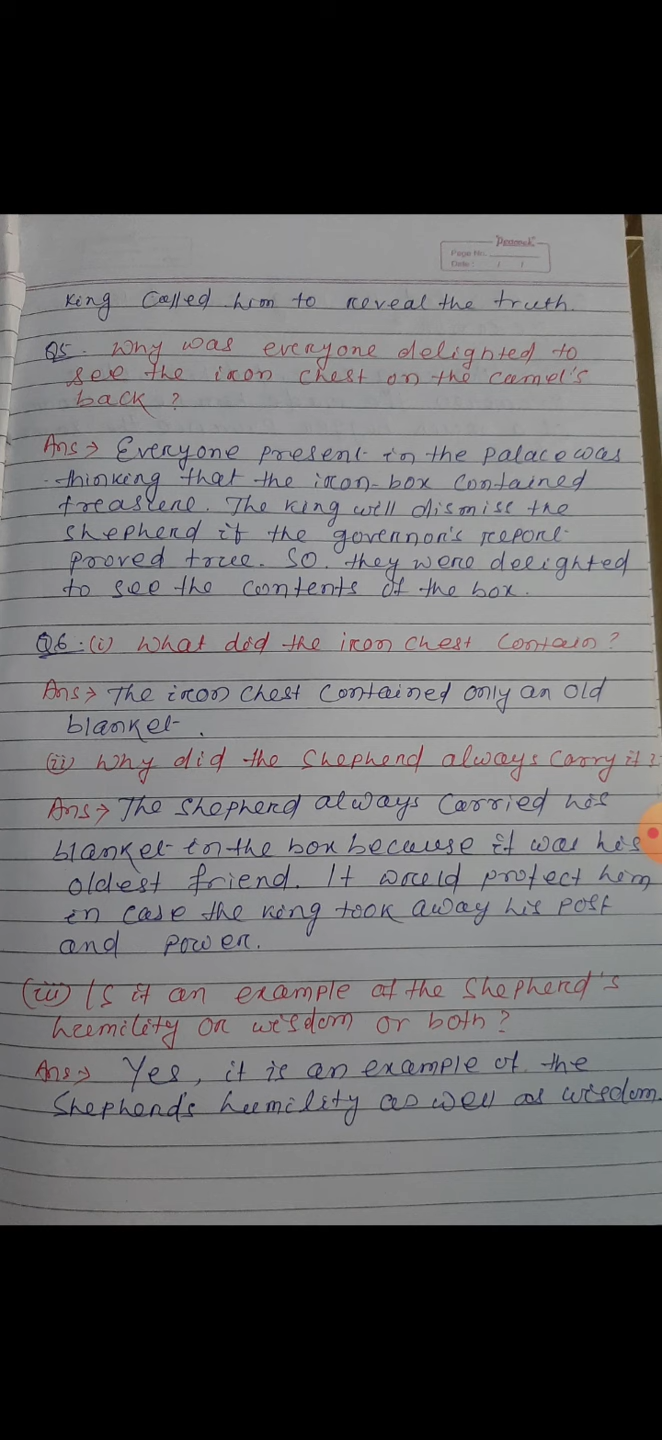 Peacock
Page No.
Date : / /
King Called him to reveal the truth.
Q5. Why was everyone delighted to
see the iron chest on the camel's
back ?
Ans → Everyone present in the palace was
thinking that the iron-box contained
treasure. The king will dismiss the
shepherd if the governor's report
proved true. So. they were delighted
to see the contents of the box.
Q6.(i) What did the iron chest contain?
Ans → The iron chest contained only an old
blanket.
(ii) Why did the Shepherd always carry it ?
Ans → The Shepherd always carried his
blanket in the box because it was his
oldest friend. It would protect him
in case the king took away his post
and power.
(iii) Is it an example of the Shepherd's
humility or wisdom or both ?
Ans → Yes, it is an example of the
Shepherd's humility as well as wisdom.